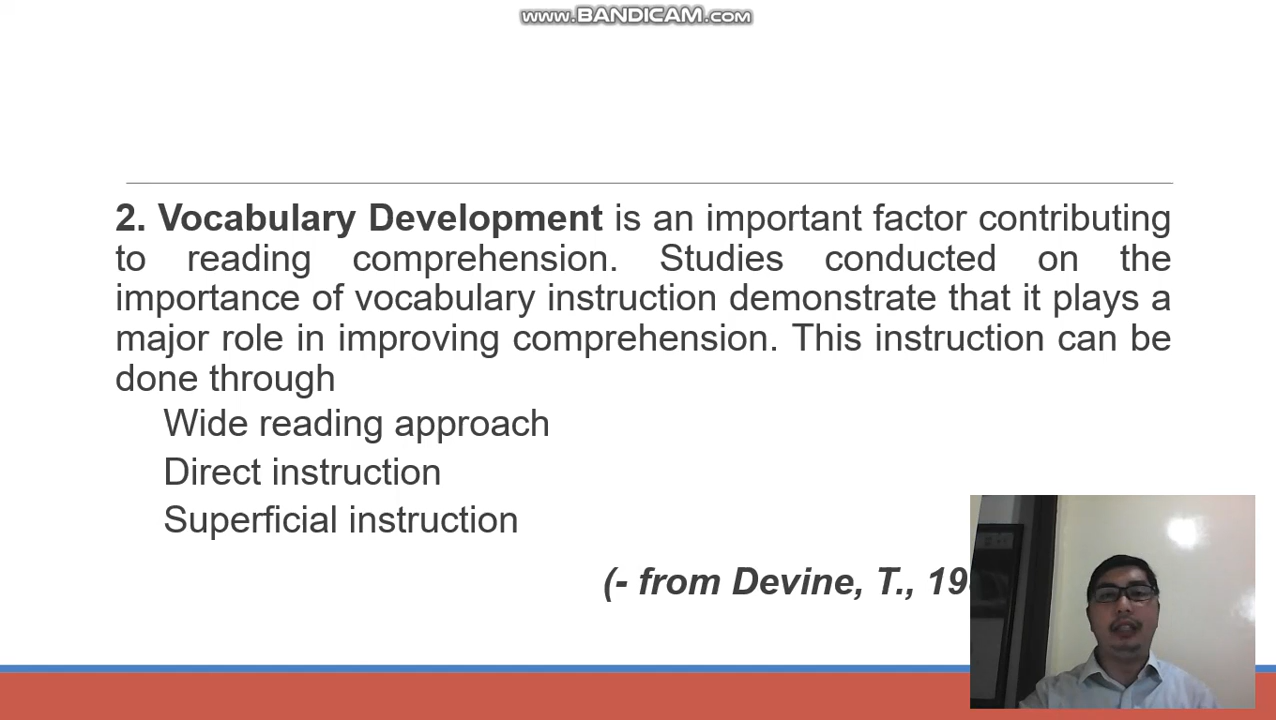 www.BANDICAM.com
2. Vocabulary Development is an important factor contributing
to reading comprehension. Studies conducted on the
importance of vocabulary instruction demonstrate that it plays a
major role in improving comprehension. This instruction can be
done through
Wide reading approach
Direct instruction
Superficial instruction
(- from Devine, T.,